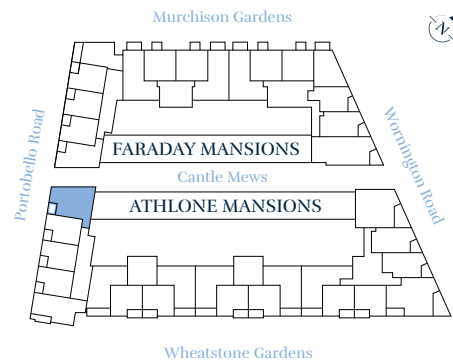 Murchison Gardens
N
Portobello Road
Wornington Road
FARADAY MANSIONS
Cantle Mews
ATHLONE MANSIONS
Wheatstone Gardens